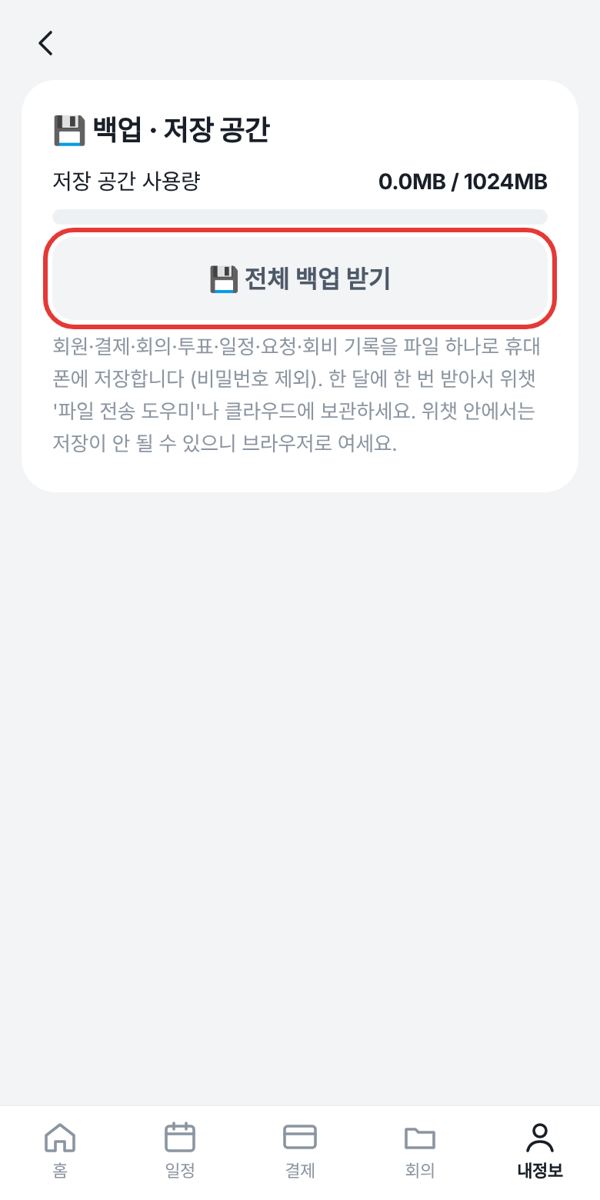 💾 백업 · 저장 공간
저장 공간 사용량 0.0MB / 1024MB
💾 전체 백업 받기
회원·결제·회의·투표·일정·요청·회비 기록을 파일 하나로 휴대
폰에 저장합니다 (비밀번호 제외). 한 달에 한 번 받아서 위챗
'파일 전송 도우미'나 클라우드에 보관하세요. 위챗 안에서는
저장이 안 될 수 있으니 브라우저로 여세요.
홈 일정 결제 회의 내정보